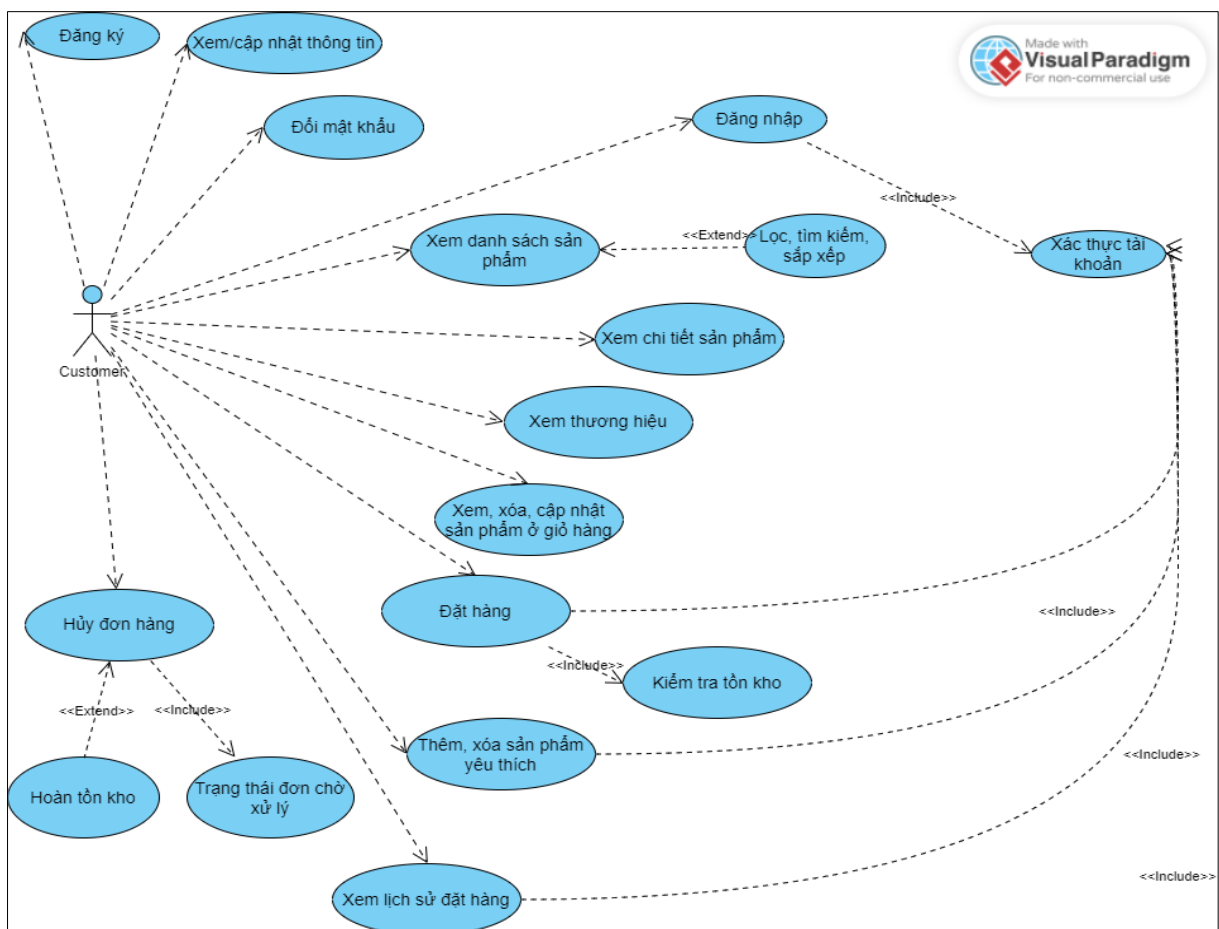 Đăng ký
Xem/cập nhật thông tin
Made with
Visual Paradigm
For non-commercial use
Đổi mật khẩu
Đăng nhập
<<Include>>
Xem danh sách sản
phẩm
<<Extend>>
Lọc, tìm kiếm,
sắp xếp
Xác thực tài
khoản
Xem chi tiết sản phẩm
Customer
Xem thương hiệu
Xem, xóa, cập nhật
sản phẩm ở giỏ hàng
Đặt hàng
<<Include>>
Hủy đơn hàng
<<Include>>
Kiểm tra tồn kho
<<Extend>>
<<Include>>
Thêm, xóa sản phẩm
yêu thích
<<Include>>
Hoàn tồn kho
Trạng thái đơn chờ
xử lý
Xem lịch sử đặt hàng
<<Include>>